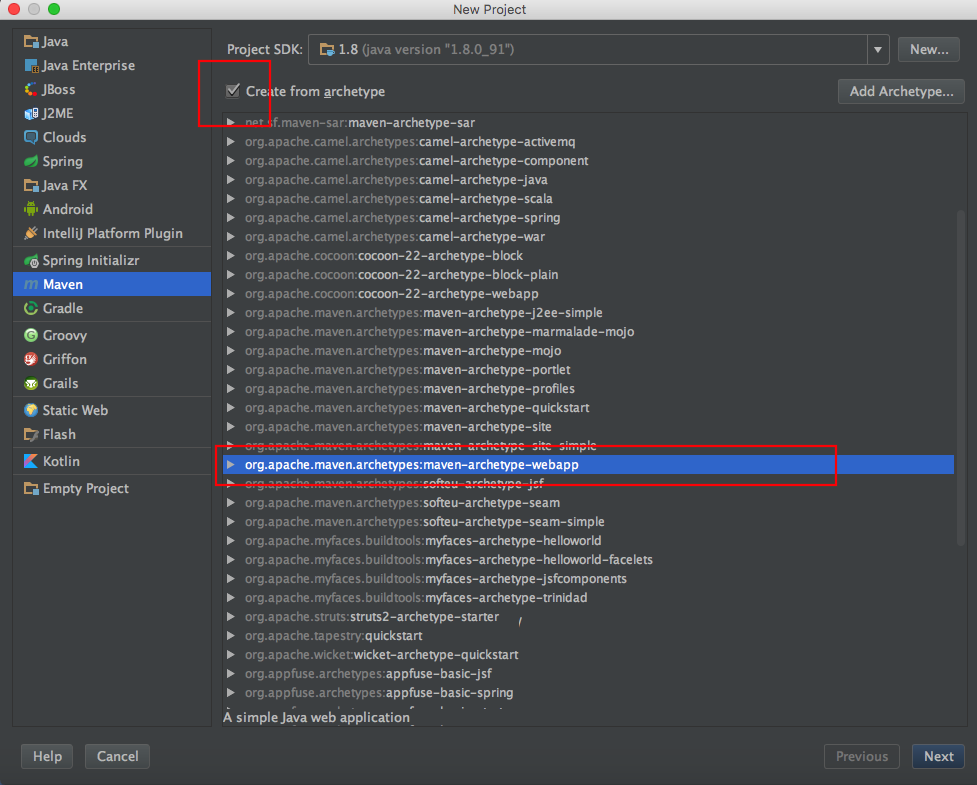 New Project
Java
Java Enterprise
JBoss
J2ME
Clouds
Spring
Java FX
Android
IntelliJ Platform Plugin
Spring Initializr
Maven
Gradle
Groovy
Griffon
Grails
Static Web
Flash
Kotlin
Empty Project
Project SDK: 1.8 (java version "1.8.0_91") New...
Create from archetype Add Archetype...
net.sf.maven-sar:maven-archetype-sar
org.apache.camel.archetypes:camel-archetype-activemq
org.apache.camel.archetypes:camel-archetype-component
org.apache.camel.archetypes:camel-archetype-java
org.apache.camel.archetypes:camel-archetype-scala
org.apache.camel.archetypes:camel-archetype-spring
org.apache.camel.archetypes:camel-archetype-war
org.apache.cocoon:cocoon-22-archetype-block
org.apache.cocoon:cocoon-22-archetype-block-plain
org.apache.cocoon:cocoon-22-archetype-webapp
org.apache.maven.archetypes:maven-archetype-j2ee-simple
org.apache.maven.archetypes:maven-archetype-marmalade-mojo
org.apache.maven.archetypes:maven-archetype-mojo
org.apache.maven.archetypes:maven-archetype-portlet
org.apache.maven.archetypes:maven-archetype-profiles
org.apache.maven.archetypes:maven-archetype-quickstart
org.apache.maven.archetypes:maven-archetype-site
org.apache.maven.archetypes:maven-archetype-site-simple
org.apache.maven.archetypes:maven-archetype-webapp
org.apache.maven.archetypes:softeu-archetype-jsf
org.apache.maven.archetypes:softeu-archetype-seam
org.apache.maven.archetypes:softeu-archetype-seam-simple
org.apache.myfaces.buildtools:myfaces-archetype-helloworld
org.apache.myfaces.buildtools:myfaces-archetype-helloworld-facelets
org.apache.myfaces.buildtools:myfaces-archetype-jsfcomponents
org.apache.myfaces.buildtools:myfaces-archetype-trinidad
org.apache.struts:struts2-archetype-starter
org.apache.tapestry:quickstart
org.apache.wicket:wicket-archetype-quickstart
org.appfuse.archetypes:appfuse-basic-jsf
org.appfuse.archetypes:appfuse-basic-spring
A simple Java web application
Help Cancel Previous Next